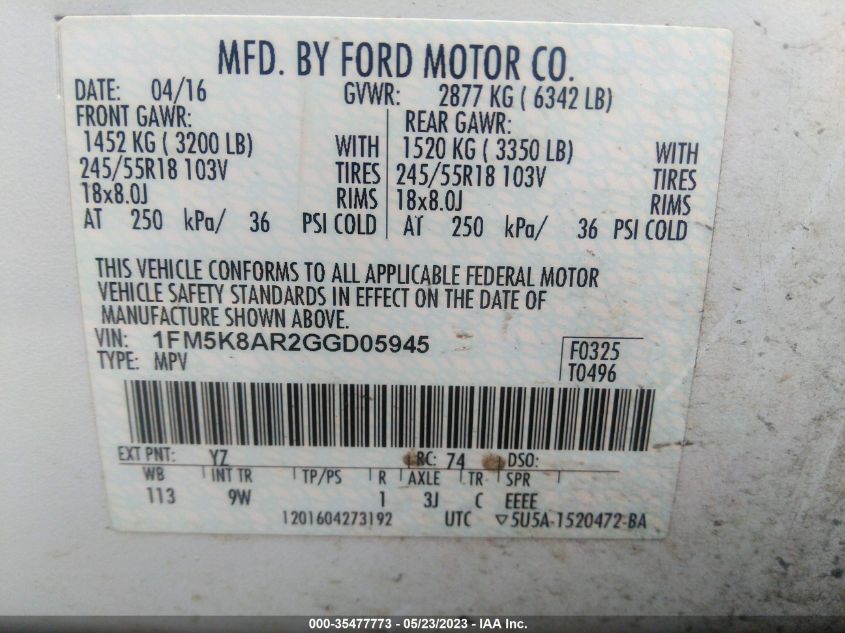 MFD. BY FORD MOTOR CO.
DATE: 04/16 GVWR: 2877 KG ( 6342 LB)
FRONT GAWR: REAR GAWR:
1452 KG ( 3200 LB) WITH 1520 KG ( 3350 LB) WITH
245/55R18 103V TIRES 245/55R18 103V TIRES
18x8.0J RIMS 18x8.0J RIMS
AT 250 kPa/ 36 PSI COLD AT 250 kPa/ 36 PSI COLD
THIS VEHICLE CONFORMS TO ALL APPLICABLE FEDERAL MOTOR
VEHICLE SAFETY STANDARDS IN EFFECT ON THE DATE OF
MANUFACTURE SHOWN ABOVE.
VIN: 1FM5K8AR2GGD05945 F0325
TYPE: MPV T0496
EXT PNT: YZ RC: 74 DSO:
WB INT TR TP/PS R AXLE TR SPR
113 9W 1 3J C EEEE
1201604273192 UTC ▽5U5A-1520472-BA
000-35477773 - 05/23/2023 - IAA Inc.